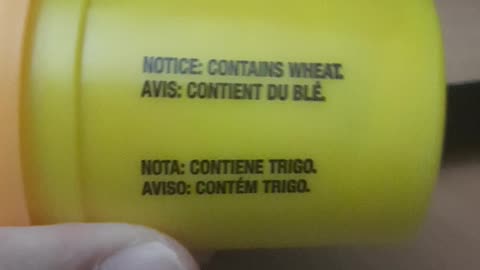 NOTICE: CONTAINS WHEAT.
AVIS: CONTIENT DU BLÉ.
NOTA: CONTIENE TRIGO.
AVISO: CONTÉM TRIGO.